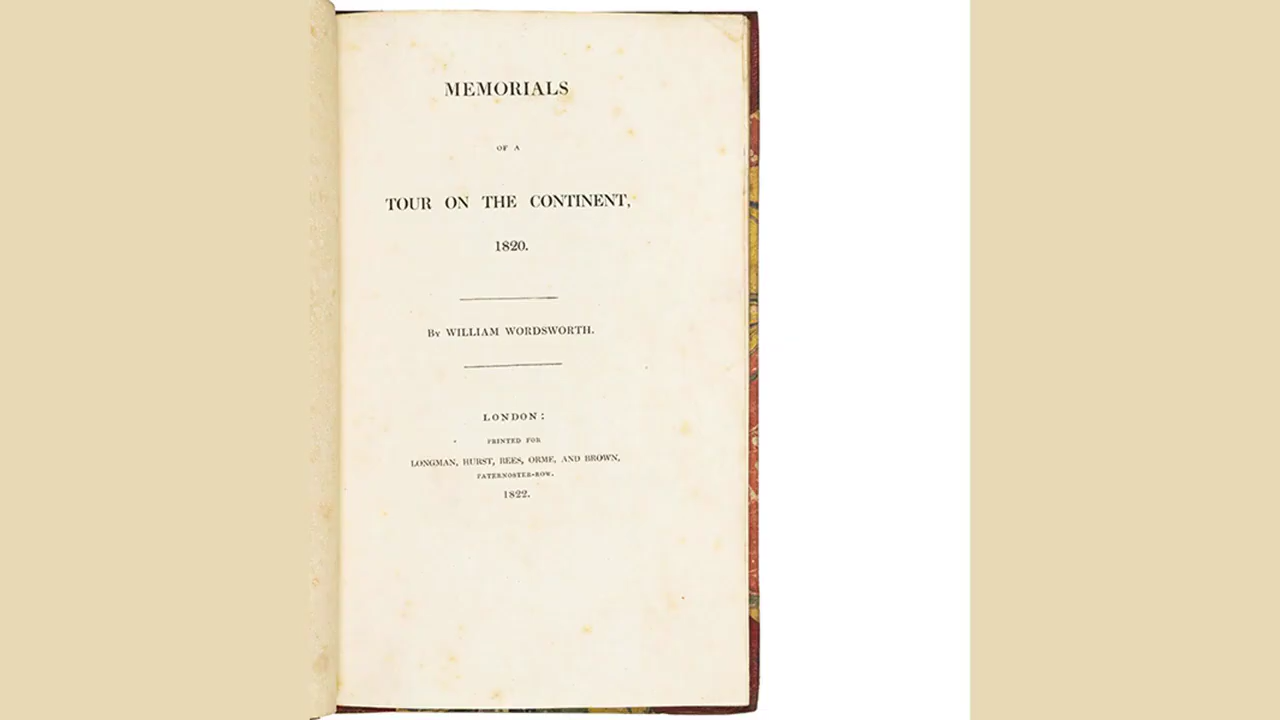 MEMORIALS
OF A
TOUR ON THE CONTINENT,
1820.
By WILLIAM WORDSWORTH.
LONDON:
PRINTED FOR
LONGMAN, HURST, REES, ORME, AND BROWN,
PATERNOSTER-ROW.
1822.